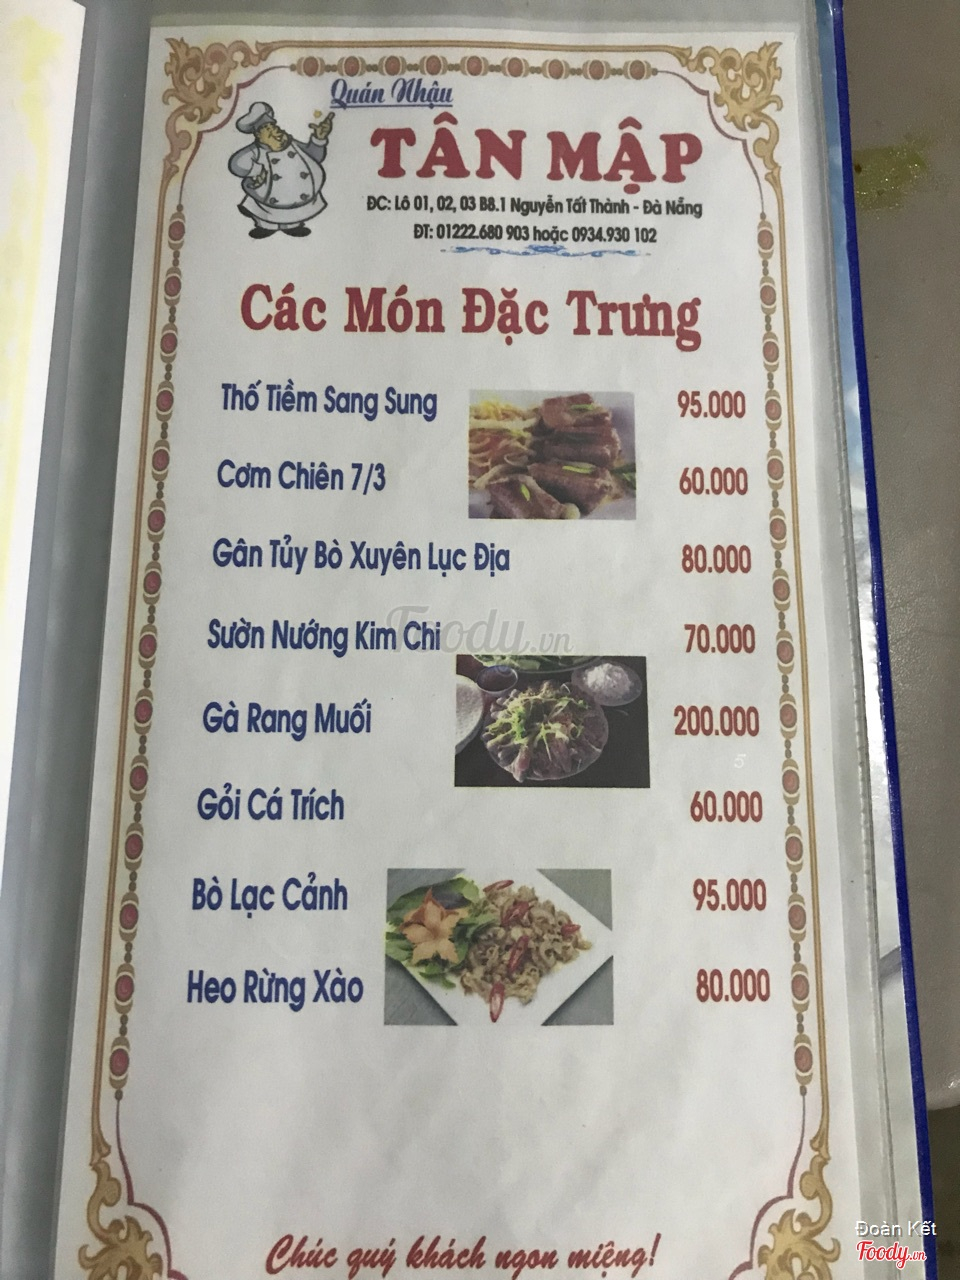 Quán Nhậu
TÂN MẬP
ĐC: Lô 01, 02, 03 B8.1 Nguyễn Tất Thành - Đà Nẵng
ĐT: 01222.680 903 hoặc 0934.930 102
Các Món Đặc Trưng
Thố Tiềm Sang Sung 95.000
Cơm Chiên 7/3 60.000
Gân Tủy Bò Xuyên Lục Địa 80.000
Foody.vn
Sườn Nướng Kim Chi 70.000
Gà Rang Muối 200.000
Gỏi Cá Trích 60.000
Bò Lạc Cảnh 95.000
Heo Rừng Xào 80.000
Chúc quý khách ngon miệng!
Đoàn Kết
Foody.vn